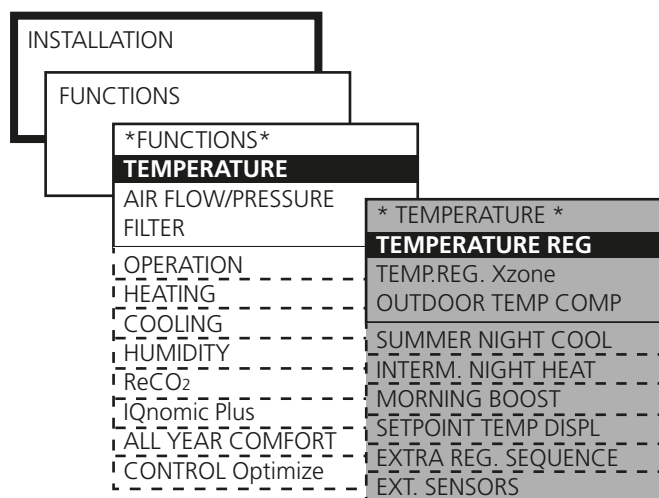 INSTALLATION
FUNCTIONS
*FUNCTIONS*
TEMPERATURE
AIR FLOW/PRESSURE
FILTER
OPERATION
HEATING
COOLING
HUMIDITY
ReCO2
IQnomic Plus
ALL YEAR COMFORT
CONTROL Optimize
* TEMPERATURE *
TEMPERATURE REG
TEMP.REG. Xzone
OUTDOOR TEMP COMP
SUMMER NIGHT COOL
INTERM. NIGHT HEAT
MORNING BOOST
SETPOINT TEMP DISPL
EXTRA REG. SEQUENCE
EXT. SENSORS